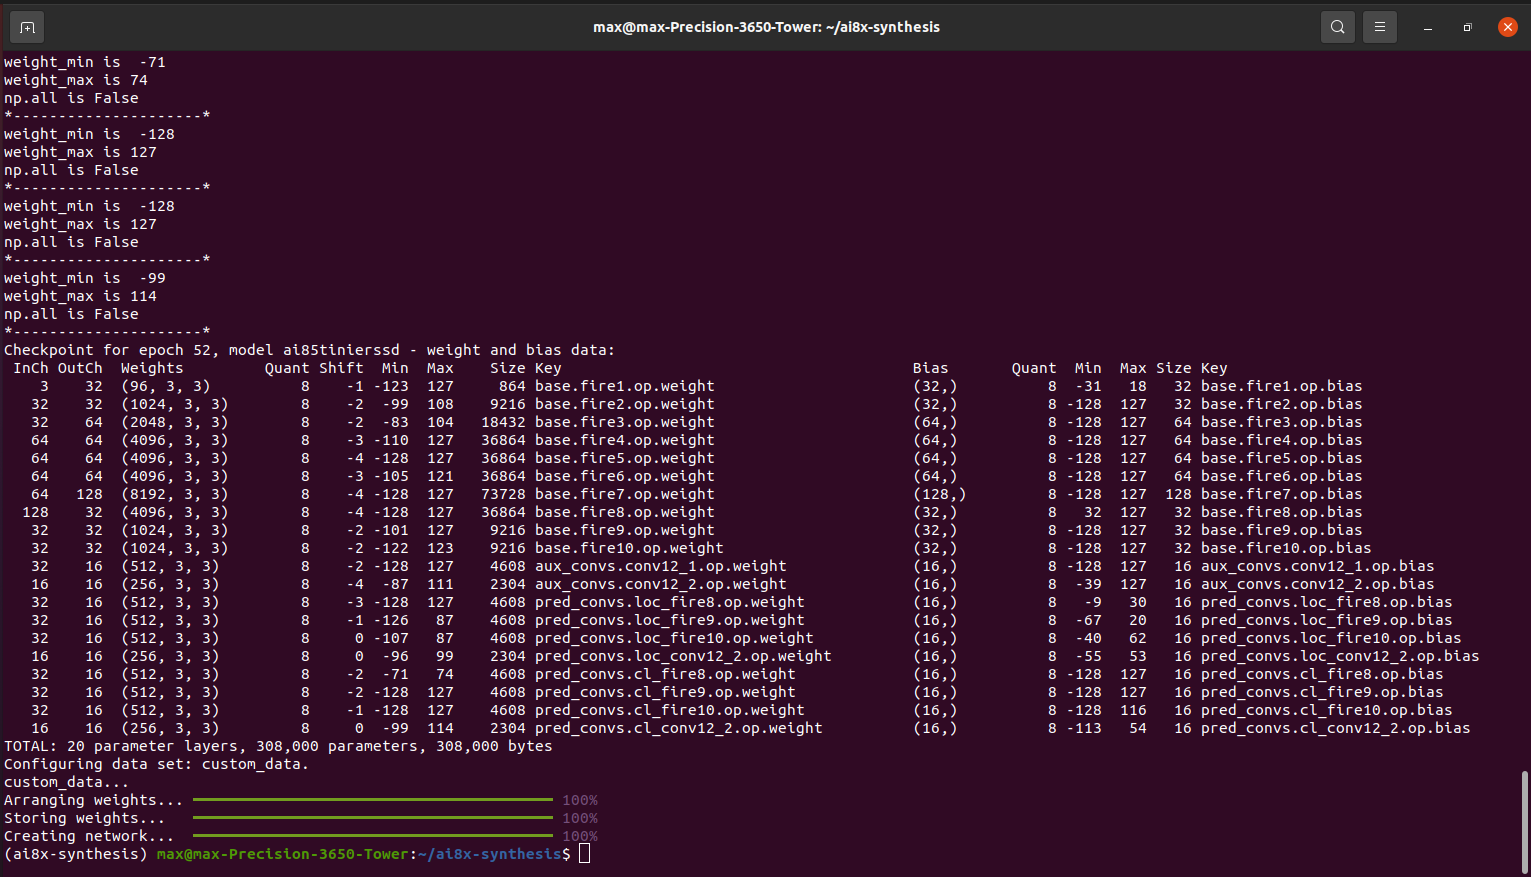 max@max-Precision-3650-Tower: ~/ai8x-synthesis
weight_min is  -71
weight_max is 74
np.all is False
*---------------------*
weight_min is  -128
weight_max is 127
np.all is False
*---------------------*
weight_min is  -128
weight_max is 127
np.all is False
*---------------------*
weight_min is  -99
weight_max is 114
np.all is False
*---------------------*
Checkpoint for epoch 52, model ai85tinierssd - weight and bias data:
 InCh OutCh  Weights         Quant Shift  Min  Max    Size Key                                       Bias       Quant  Min  Max Size Key
    3    32  (96, 3, 3)          8    -1 -123  127     864 base.fire1.op.weight                      (32,)          8  -31   18   32 base.fire1.op.bias
   32    32  (1024, 3, 3)        8    -2  -99  108    9216 base.fire2.op.weight                      (32,)          8 -128  127   32 base.fire2.op.bias
   32    64  (2048, 3, 3)        8    -2  -83  104   18432 base.fire3.op.weight                      (64,)          8 -128  127   64 base.fire3.op.bias
   64    64  (4096, 3, 3)        8    -3 -110  127   36864 base.fire4.op.weight                      (64,)          8 -128  127   64 base.fire4.op.bias
   64    64  (4096, 3, 3)        8    -4 -128  127   36864 base.fire5.op.weight                      (64,)          8 -128  127   64 base.fire5.op.bias
   64    64  (4096, 3, 3)        8    -3 -105  121   36864 base.fire6.op.weight                      (64,)          8 -128  127   64 base.fire6.op.bias
   64   128  (8192, 3, 3)        8    -4 -128  127   73728 base.fire7.op.weight                      (128,)         8 -128  127  128 base.fire7.op.bias
  128    32  (4096, 3, 3)        8    -4 -128  127   36864 base.fire8.op.weight                      (32,)          8   32  127   32 base.fire8.op.bias
   32    32  (1024, 3, 3)        8    -2 -101  127    9216 base.fire9.op.weight                      (32,)          8 -128  127   32 base.fire9.op.bias
   32    32  (1024, 3, 3)        8    -2 -122  123    9216 base.fire10.op.weight                     (32,)          8 -128  127   32 base.fire10.op.bias
   32    16  (512, 3, 3)         8    -2 -128  127    4608 aux_convs.conv12_1.op.weight              (16,)          8 -128  127   16 aux_convs.conv12_1.op.bias
   16    16  (256, 3, 3)         8    -4  -87  111    2304 aux_convs.conv12_2.op.weight              (16,)          8  -39  127   16 aux_convs.conv12_2.op.bias
   32    16  (512, 3, 3)         8    -3 -128  127    4608 pred_convs.loc_fire8.op.weight            (16,)          8   -9   30   16 pred_convs.loc_fire8.op.bias
   32    16  (512, 3, 3)         8    -1 -126   87    4608 pred_convs.loc_fire9.op.weight            (16,)          8  -67   20   16 pred_convs.loc_fire9.op.bias
   32    16  (512, 3, 3)         8     0 -107   87    4608 pred_convs.loc_fire10.op.weight           (16,)          8  -40   62   16 pred_convs.loc_fire10.op.bias
   16    16  (256, 3, 3)         8     0  -96   99    2304 pred_convs.loc_conv12_2.op.weight         (16,)          8  -55   53   16 pred_convs.loc_conv12_2.op.bias
   32    16  (512, 3, 3)         8    -2  -71   74    4608 pred_convs.cl_fire8.op.weight             (16,)          8 -128  127   16 pred_convs.cl_fire8.op.bias
   32    16  (512, 3, 3)         8    -2 -128  127    4608 pred_convs.cl_fire9.op.weight             (16,)          8 -128  127   16 pred_convs.cl_fire9.op.bias
   32    16  (512, 3, 3)         8    -1 -128  127    4608 pred_convs.cl_fire10.op.weight            (16,)          8 -128  116   16 pred_convs.cl_fire10.op.bias
   16    16  (256, 3, 3)         8     0  -99  114    2304 pred_convs.cl_conv12_2.op.weight          (16,)          8 -113   54   16 pred_convs.cl_conv12_2.op.bias
TOTAL: 20 parameter layers, 308,000 parameters, 308,000 bytes
Configuring data set: custom_data.
custom_data...
Arranging weights... 100%
Storing weights... 100%
Creating network... 100%
(ai8x-synthesis) max@max-Precision-3650-Tower:~/ai8x-synthesis$